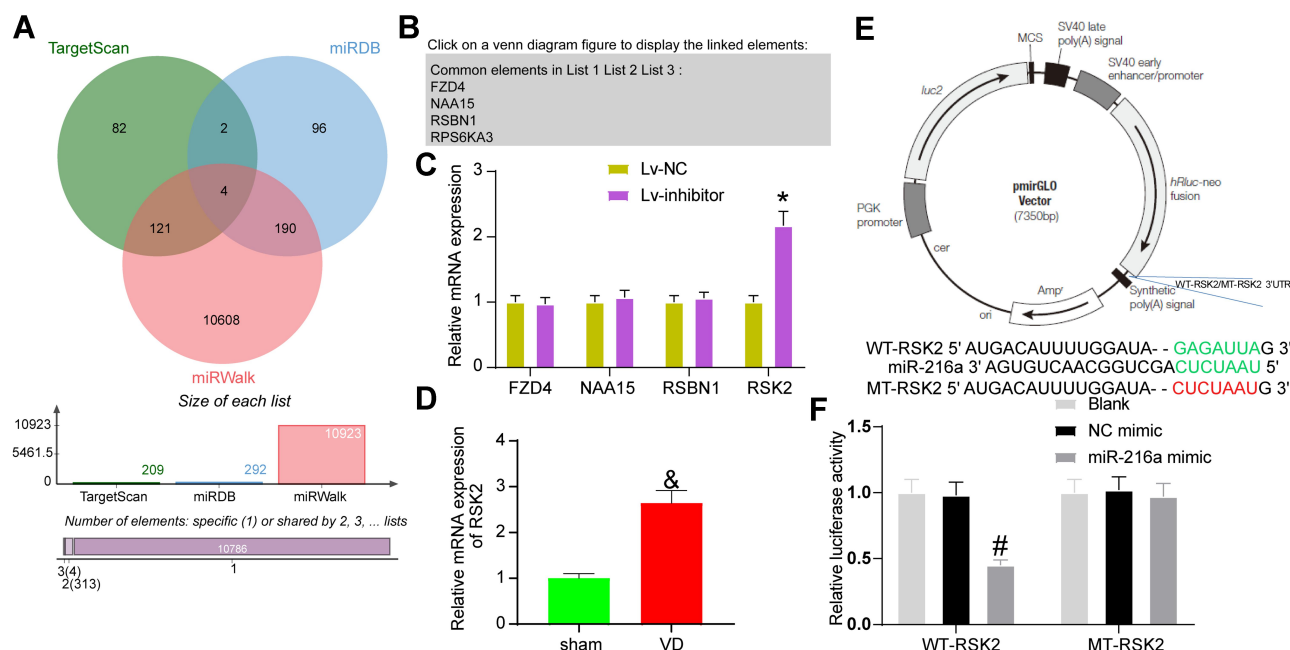 A
TargetScan
miRDB
82
2
96
4
121
190
10608
miRWalk
Size of each list
10923
5461.5
0
209
292
10923
TargetScan
miRDB
miRWalk
Number of elements: specific (1) or shared by 2, 3, ... lists
10786
3(4)
2(313)
1
B
Click on a venn diagram figure to display the linked elements:
Common elements in List 1 List 2 List 3 :
FZD4
NAA15
RSBN1
RPS6KA3
C
Relative mRNA expression
3
2
1
0
Lv-NC
Lv-inhibitor
*
FZD4
NAA15
RSBN1
RSK2
D
Relative mRNA expression
of RSK2
4
3
2
1
0
&
sham
VD
E
MCS
SV40 late
poly(A) signal
SV40 early
enhancer/promoter
luc2
hRluc-neo
fusion
pmirGLO
Vector
(7350bp)
PGK
promoter
cer
ori
Ampr
Synthetic
poly(A) signal
WT-RSK2/MT-RSK2 3'UTR
WT-RSK2 5' AUGACAUUUUGGAUA- - GAGAUUAG 3'
miR-216a 3' AGUGUCAACGGUCGACUCUAAU 5'
MT-RSK2 5'AUGACAUUUUGGAUA-- CUCUAAUG 3'
F
Relative luciferase activity
1.5
1.0
0.5
0.0
Blank
NC mimic
miR-216a mimic
#
WT-RSK2
MT-RSK2